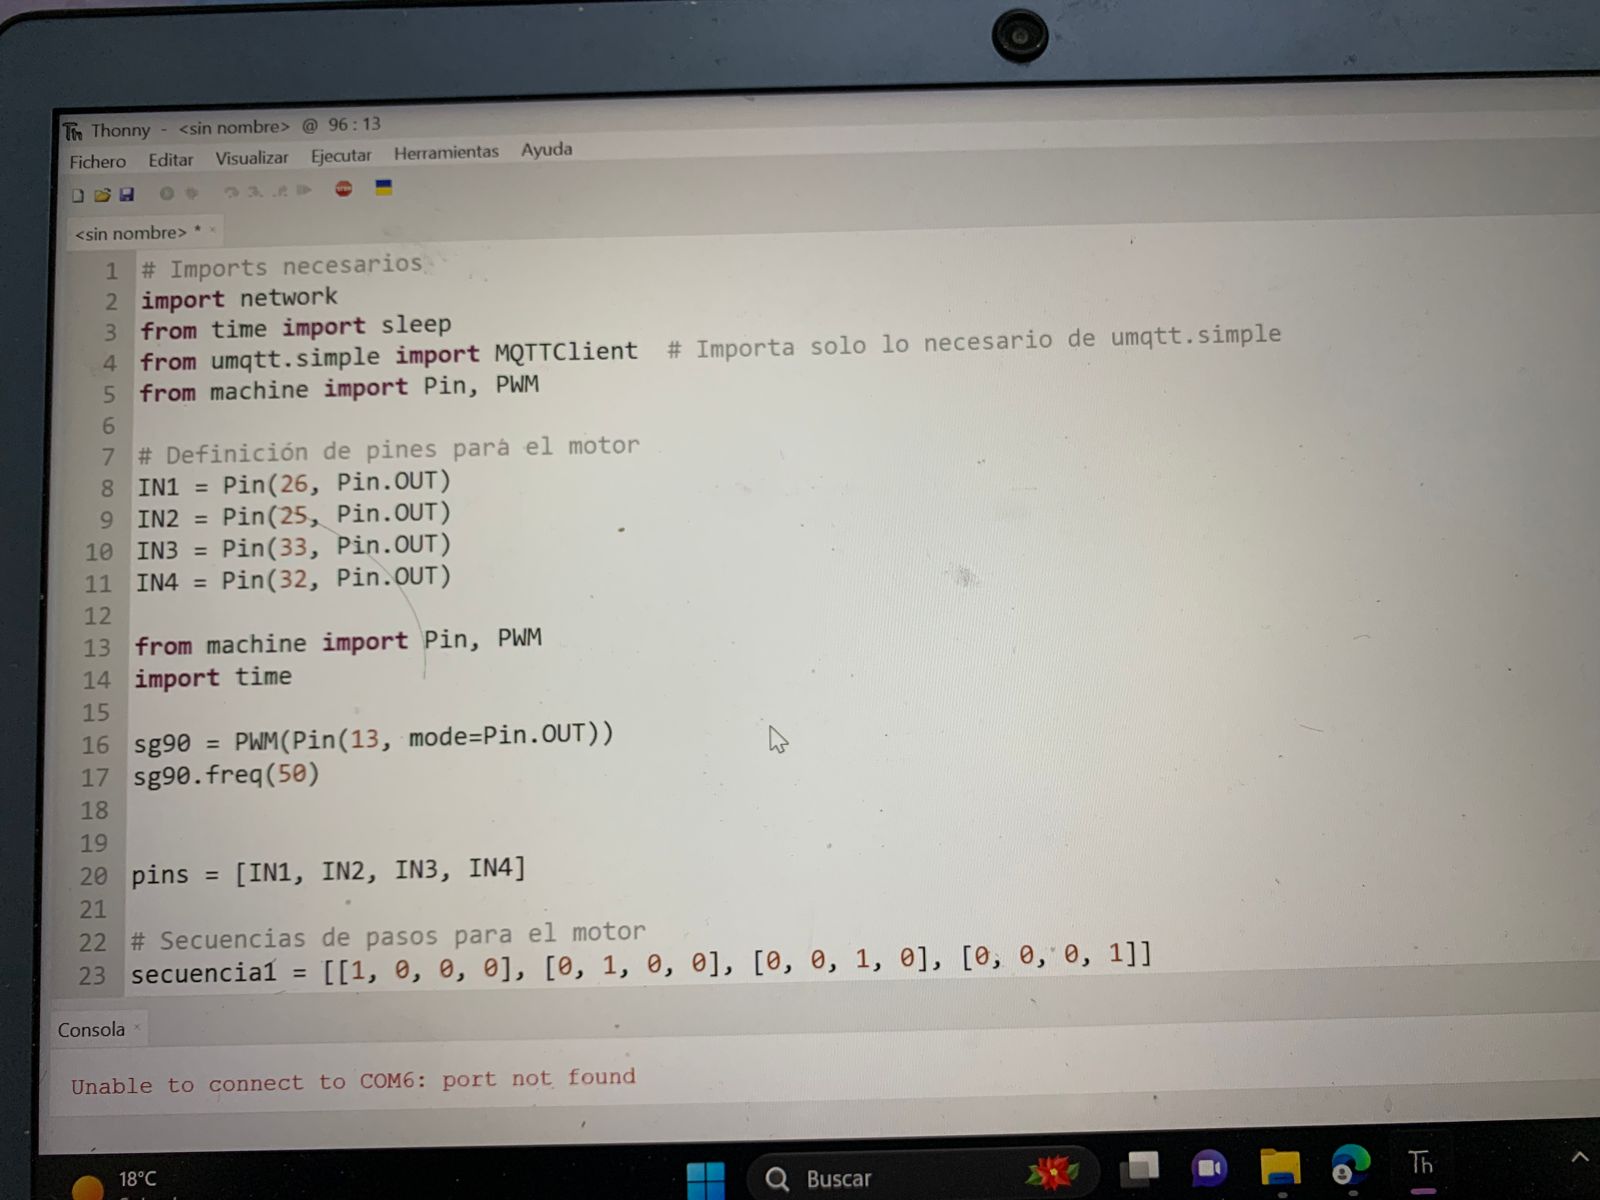 Thonny - <sin nombre> @ 96 : 13
Fichero Editar Visualizar Ejecutar Herramientas Ayuda
<sin nombre> *
1 # Imports necesarios
2 import network
3 from time import sleep
4 from umqtt.simple import MQTTClient # Importa solo lo necesario de umqtt.simple
5 from machine import Pin, PWM
6
7 # Definición de pines para el motor
8 IN1 = Pin(26, Pin.OUT)
9 IN2 = Pin(25, Pin.OUT)
10 IN3 = Pin(33, Pin.OUT)
11 IN4 = Pin(32, Pin.OUT)
12
13 from machine import Pin, PWM
14 import time
15
16 sg90 = PWM(Pin(13, mode=Pin.OUT))
17 sg90.freq(50)
18
19
20 pins = [IN1, IN2, IN3, IN4]
21
22 # Secuencias de pasos para el motor
23 secuencia1 = [[1, 0, 0, 0], [0, 1, 0, 0], [0, 0, 1, 0], [0, 0, 0, 1]]
Consola
Unable to connect to COM6: port not found
18°C
Buscar
Th